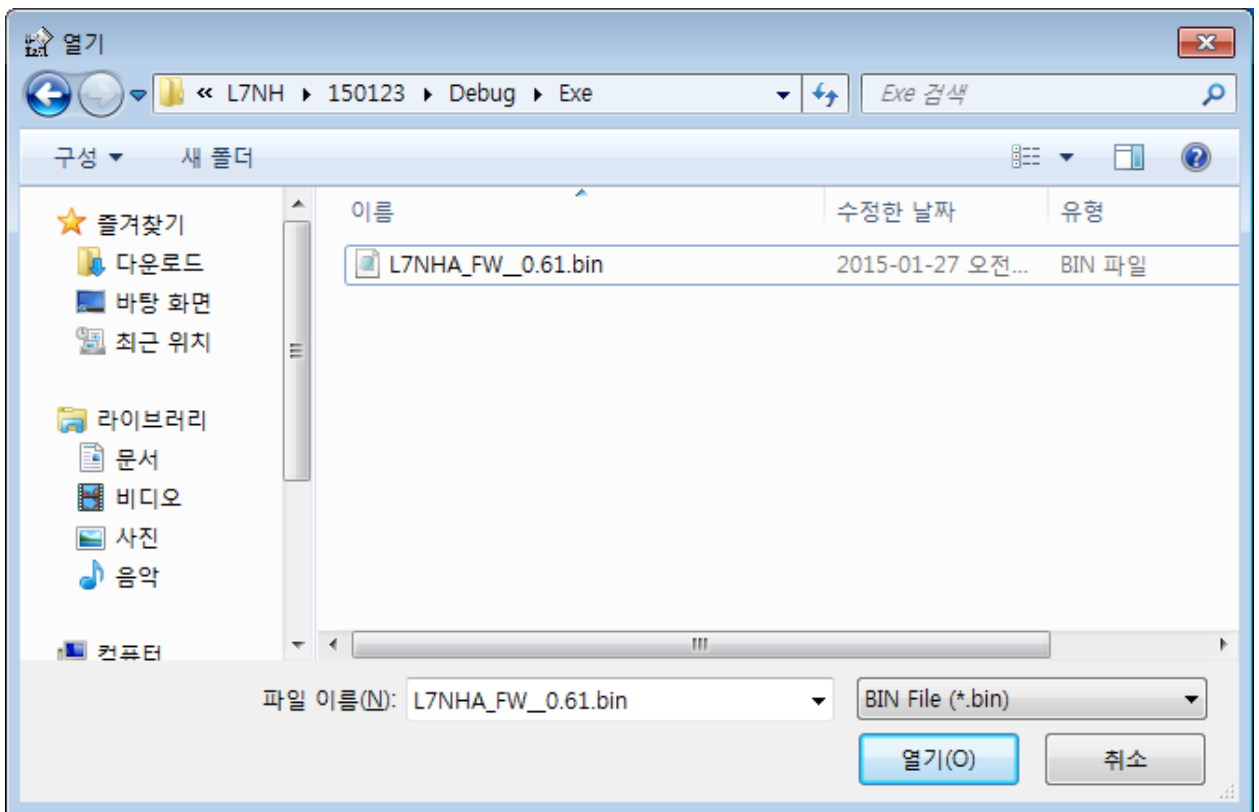 열기
« L7NH ▸ 150123 ▸ Debug ▸ Exe
Exe 검색
구성 새 폴더
이름 수정한 날짜 유형
L7NHA_FW__0.61.bin 2015-01-27 오전... BIN 파일
즐겨찾기
다운로드
바탕 화면
최근 위치
라이브러리
문서
비디오
사진
음악
컴퓨터
파일 이름(N): L7NHA_FW__0.61.bin BIN File (*.bin)
열기(O) 취소